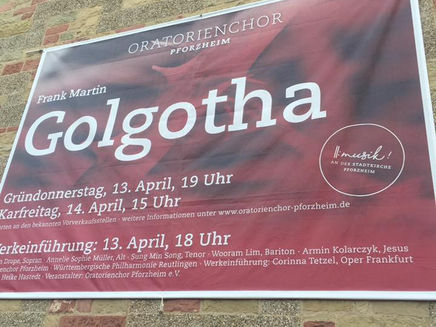 ORATORIENCHOR
PFORZHEIM
Frank Martin
Golgotha
#musik!
AN DER STADTKIRCHE
PFORZHEIM
Gründonnerstag, 13. April, 19 Uhr
Karfreitag, 14. April, 15 Uhr
an den bekannten Vorverkaufsstellen · weitere Informationen unter www.oratorienchor-pforzheim.de
Werkeinführung: 13. April, 18 Uhr
Drope, Sopran · Annelie Sophie Müller, Alt · Sung Min Song, Tenor · Wooram Lim, Bariton · Armin Kolarczyk, Jesus
Pforzheim · Württembergische Philharmonie Reutlingen · Werkeinführung: Corinna Tetzel, Oper Frankfurt
Heike Hastedt · Veranstalter: Oratorienchor Pforzheim e.V.